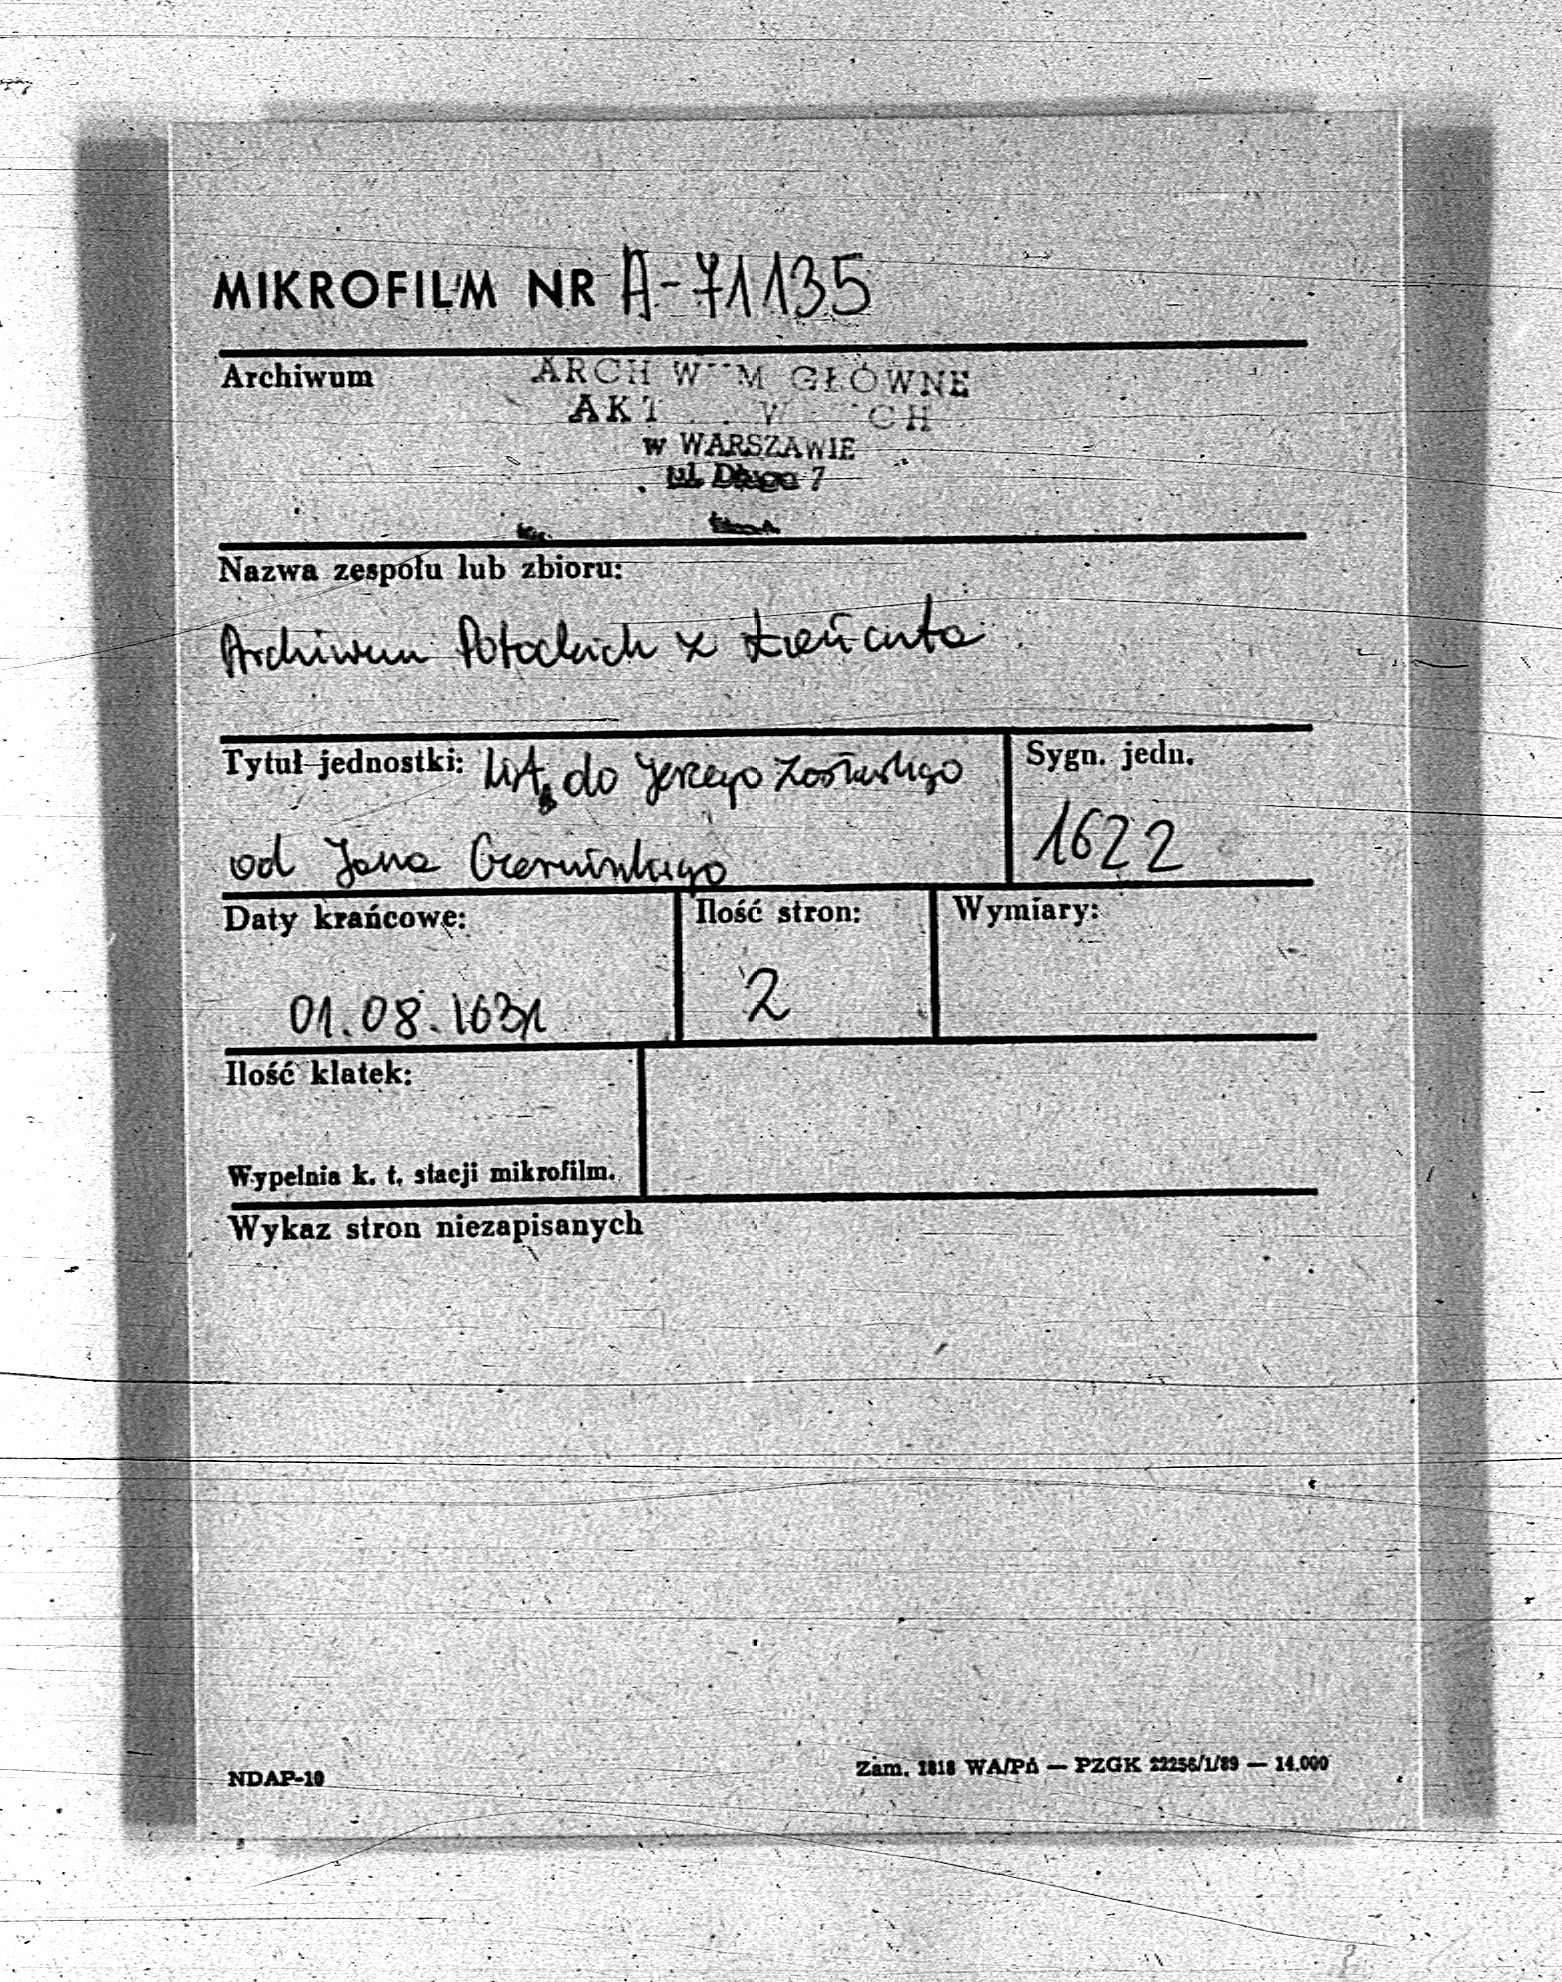 MIKROFILM NR A-71135
Archiwum
ARCH W M GŁÓWNE
AKT W CH
w WARSZAWIE
ul. Długa 7
Nazwa zespołu lub zbioru:
Archiwum Potockich z Łańcuta
Tytuł jednostki: List do Jerzego Zasławskiego
Sygn. jedn.
1622
od Jana Czermińskiego
Daty krańcowe:
01.08.1631
Ilość stron:
2
Wymiary:
Ilość klatek:
Wypełnia k. t. stacji mikrofilm.
Wykaz stron niezapisanych
NDAP-10
Zam. 1818 WA/Pń — PZGK 22256/1/89 — 14.000